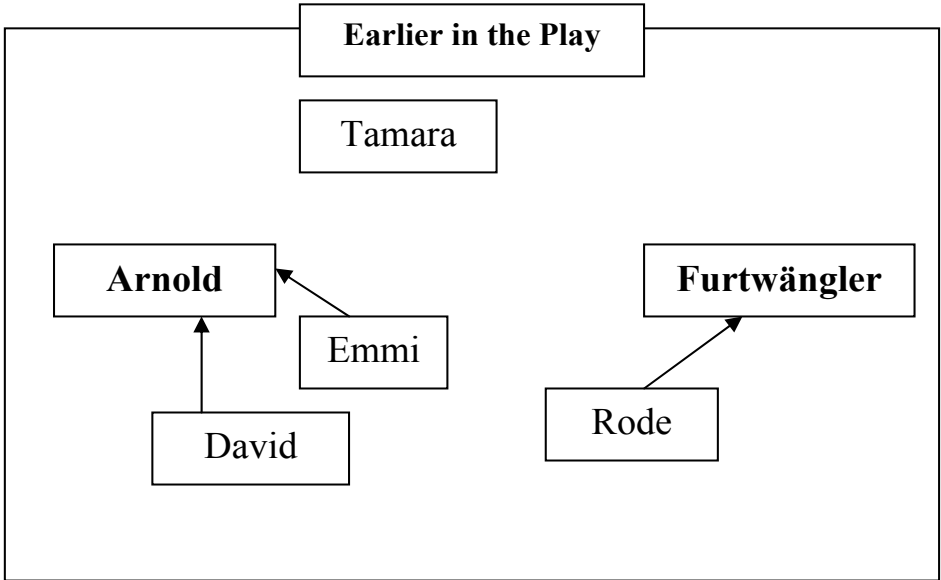 Earlier in the Play
Tamara
Arnold
Furtwängler
Emmi
Rode
David